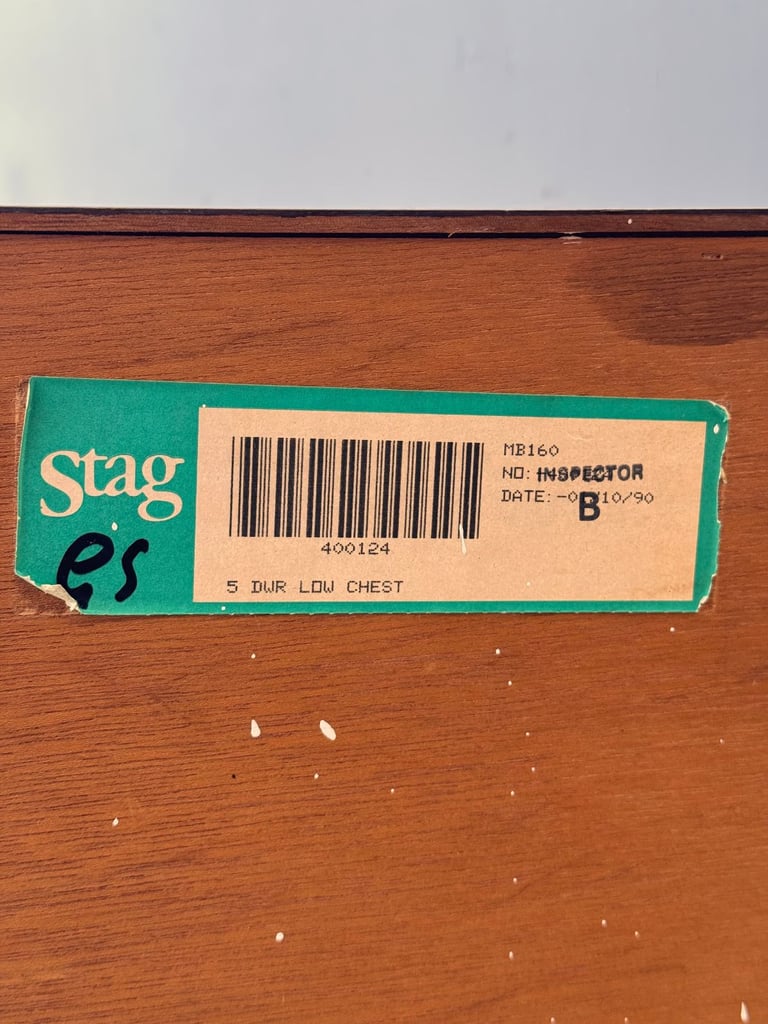 Stag
400124
5 DWR LOW CHEST
MB160
NO: INSPECTOR
DATE: /10/90
B